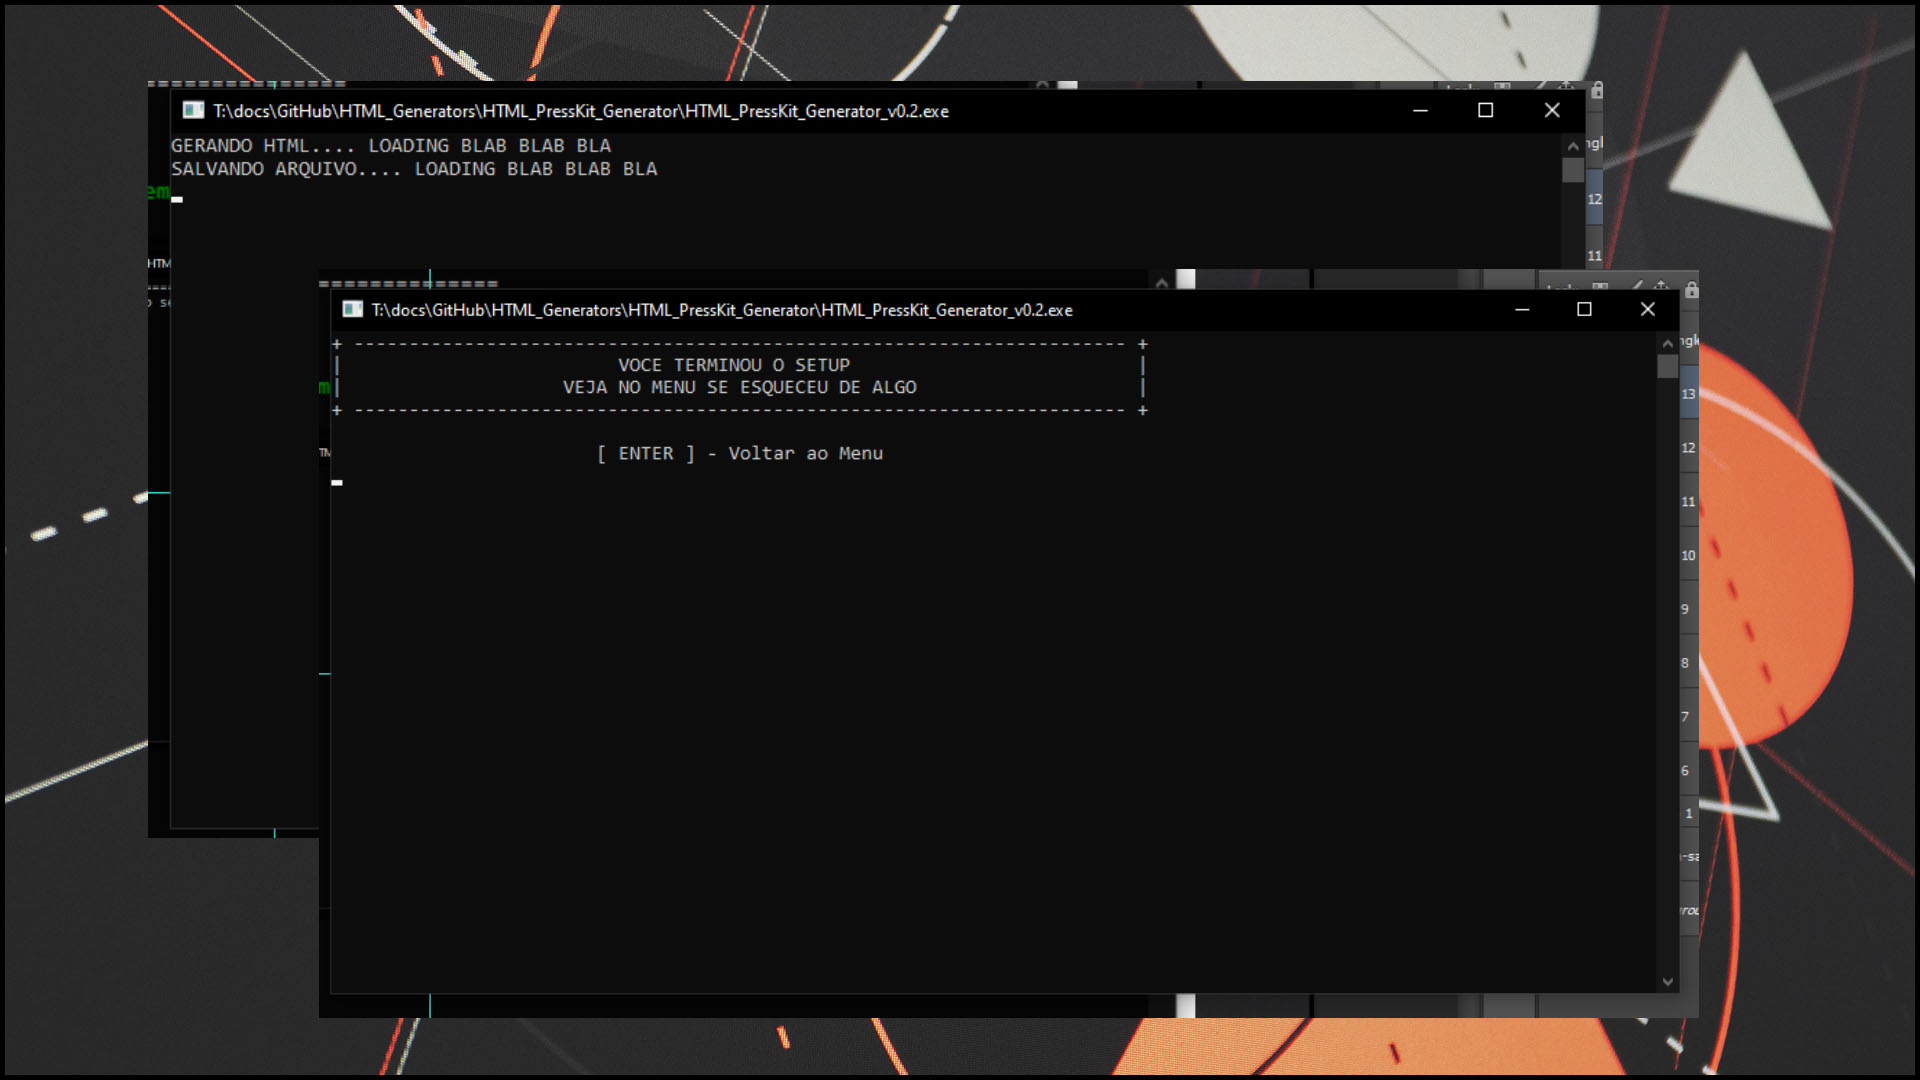 T:\docs\GitHub\HTML_Generators\HTML_PressKit_Generator\HTML_PressKit_Generator_v0.2.exe
GERANDO HTML.... LOADING BLAB BLAB BLA
SALVANDO ARQUIVO.... LOADING BLAB BLAB BLA
12
11
T:\docs\GitHub\HTML_Generators\HTML_PressKit_Generator\HTML_PressKit_Generator_v0.2.exe
+ ---------------------------------------------------------------------- +
| VOCE TERMINOU O SETUP |
| VEJA NO MENU SE ESQUECEU DE ALGO |
+ ---------------------------------------------------------------------- +
[ ENTER ] - Voltar ao Menu
13
12
11
10
9
8
7
6
1